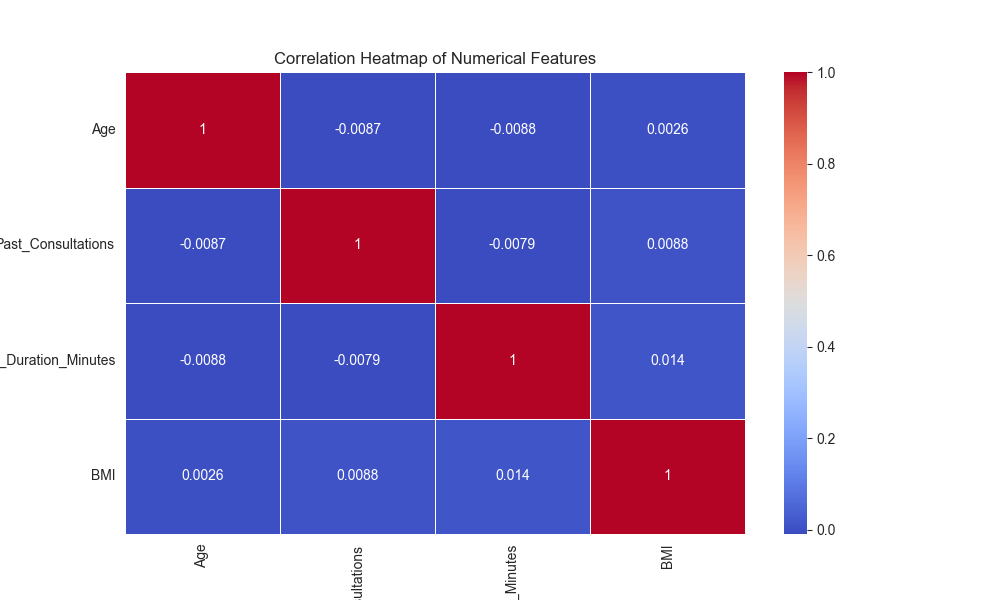 Correlation Heatmap of Numerical Features
Age 1 -0.0087 -0.0088 0.0026
Past_Consultations -0.0087 1 -0.0079 0.0088
_Duration_Minutes -0.0088 -0.0079 1 0.014
BMI 0.0026 0.0088 0.014 1
Age
sultations
_Minutes
BMI
1.0
0.8
0.6
0.4
0.2
0.0